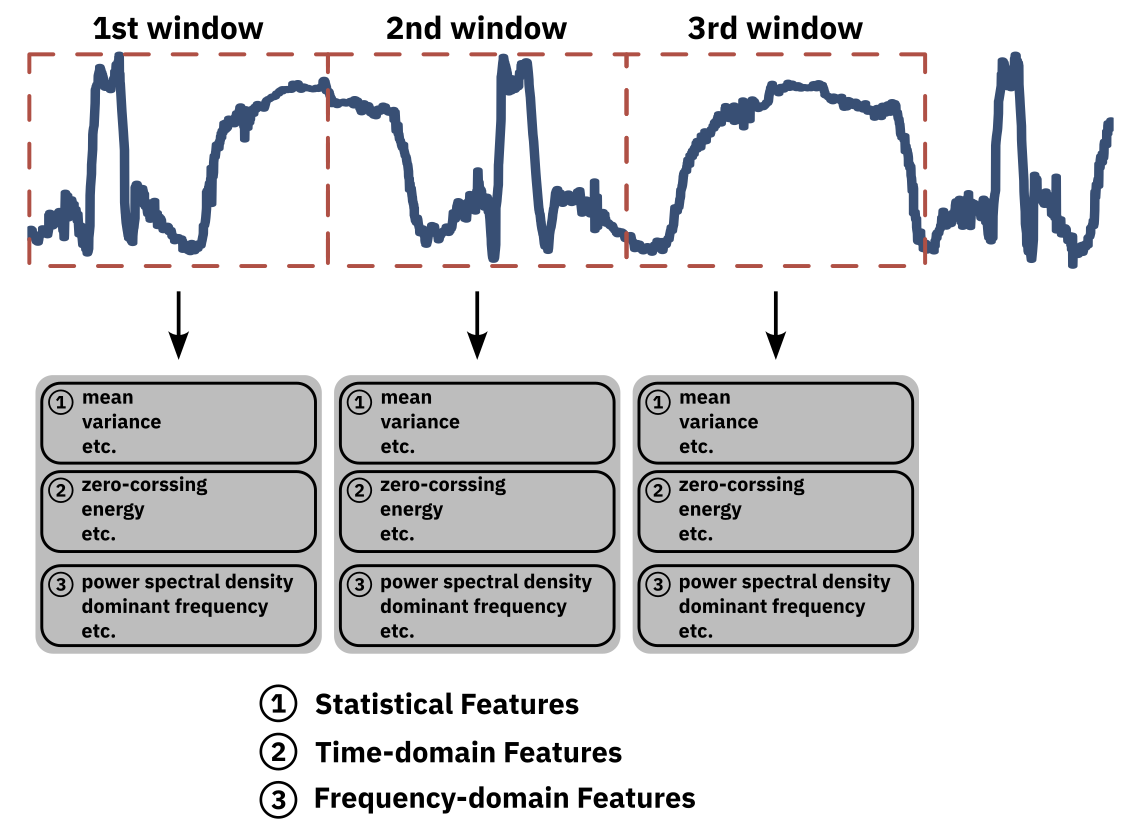 1st window
2nd window
3rd window
1 mean
variance
etc.
2 zero-corssing
energy
etc.
3 power spectral density
dominant frequency
etc.
1 mean
variance
etc.
2 zero-corssing
energy
etc.
3 power spectral density
dominant frequency
etc.
1 mean
variance
etc.
2 zero-corssing
energy
etc.
3 power spectral density
dominant frequency
etc.
1 Statistical Features
2 Time-domain Features
3 Frequency-domain Features